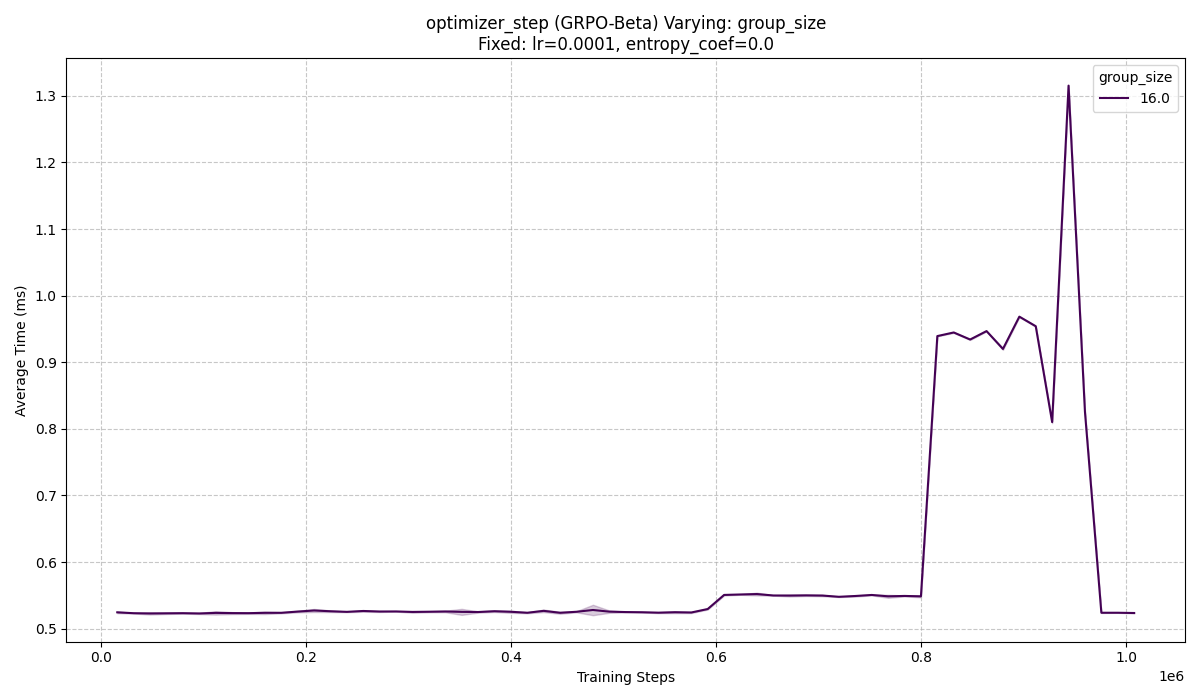 optimizer_step (GRPO-Beta) Varying: group_size
Fixed: lr=0.0001, entropy_coef=0.0
group_size
16.0
Average Time (ms)
1.3
1.2
1.1
1.0
0.9
0.8
0.7
0.6
0.5
0.0
0.2
0.4
0.6
0.8
1.0
1e6
Training Steps